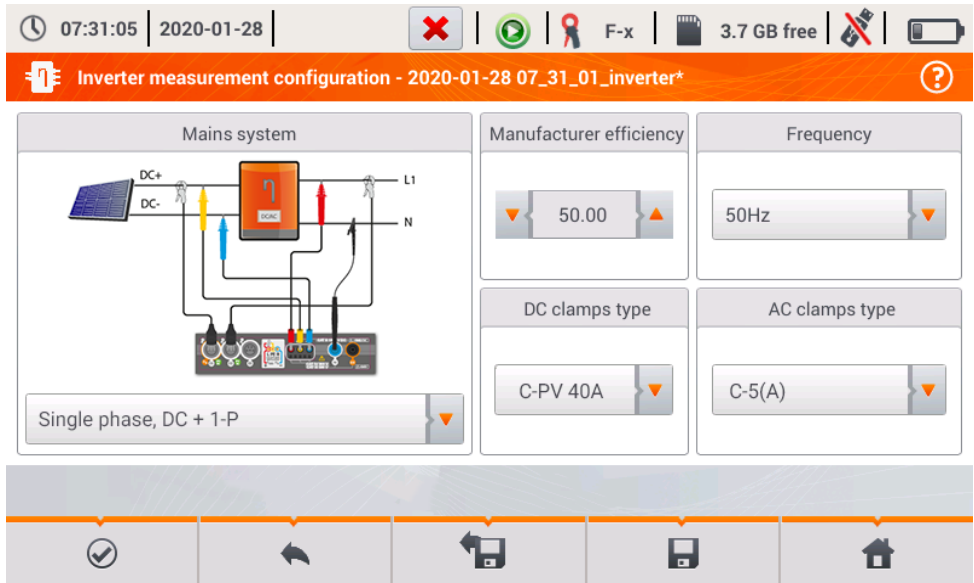 07:31:05 2020-01-28 F-x 3.7 GB free
Inverter measurement configuration - 2020-01-28 07_31_01_inverter*
?
Mains system
DC+
DC-
η
DCAC
L1
N
Single phase, DC + 1-P
Manufacturer efficiency
50.00
Frequency
50Hz
DC clamps type
C-PV 40A
AC clamps type
C-5(A)